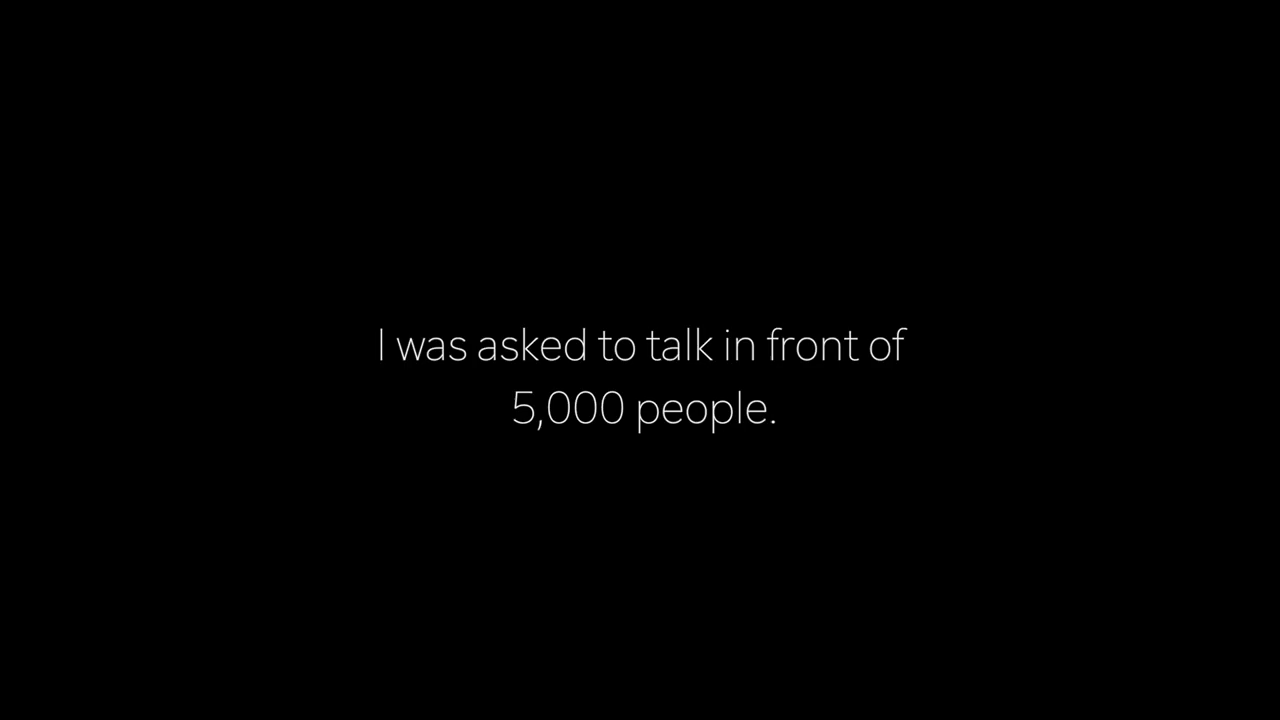 I was asked to talk in front of
5,000 people.